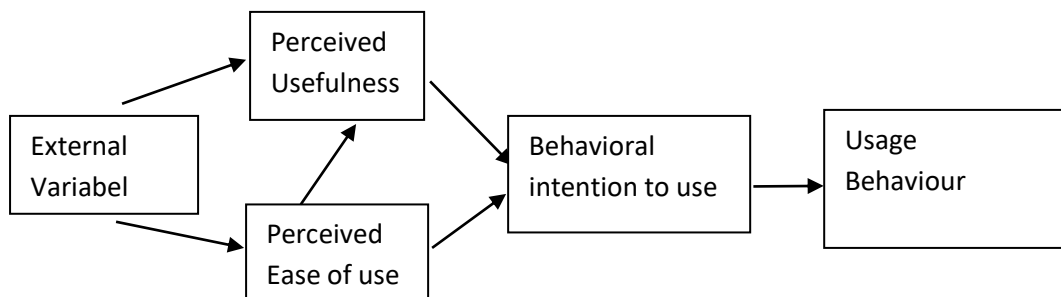 Perceived
Usefulness
External
Variabel
Behavioral
intention to use
Usage
Behaviour
Perceived
Ease of use